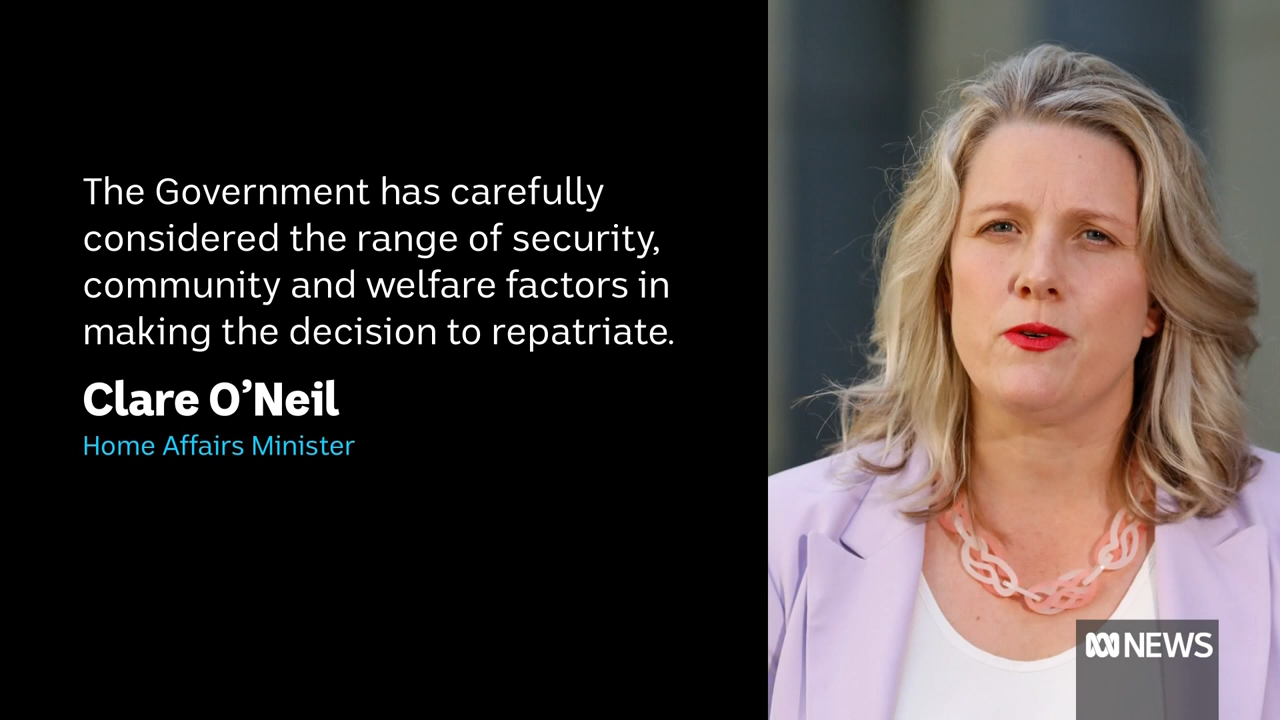 The Government has carefully
considered the range of security,
community and welfare factors in
making the decision to repatriate.
Clare O’Neil
Home Affairs Minister
NEWS